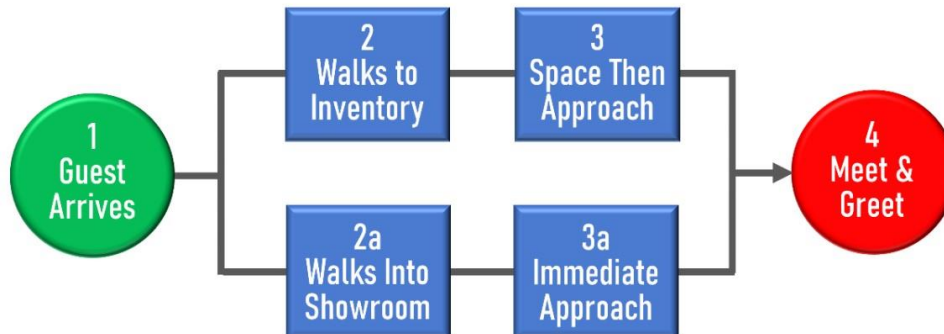 1
Guest
Arrives
2
Walks to
Inventory
3
Space Then
Approach
2a
Walks Into
Showroom
3a
Immediate
Approach
4
Meet &
Greet